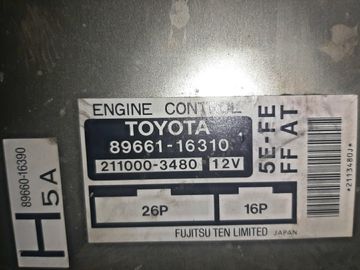 ENGINE CONTROL
TOYOTA
89661-16310
211000-3480 12V
26P 16P
FUJITSU TEN LIMITED JAPAN
5E-FE
FF AT
*2113480J*
89660-16390
H
5A